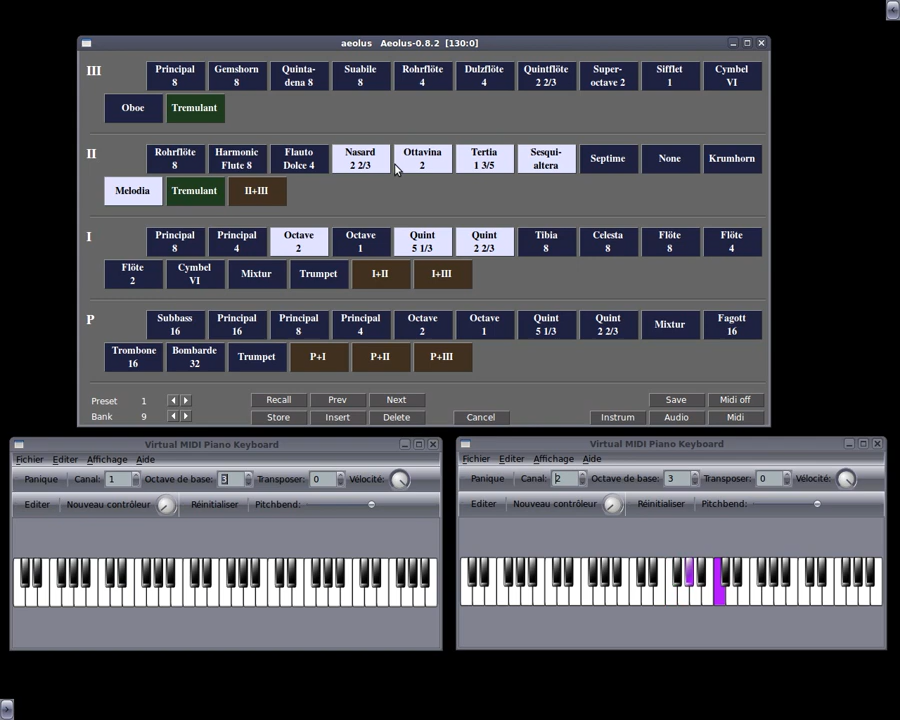 aeolus Aeolus-0.8.2 [130:0]
III
Principal 8
Gemshorn 8
Quinta- dena 8
Suabile 8
Rohrflöte 4
Dulzflöte 4
Quintflöte 2 2/3
Super- octave 2
Sifflet 1
Cymbel VI
Oboe
Tremulant
II
Rohrflöte 8
Harmonic Flute 8
Flauto Dolce 4
Nasard 2 2/3
Ottavina 2
Tertia 1 3/5
Sesqui- altera
Septime
None
Krumhorn
Melodia
Tremulant
II+III
I
Principal 8
Principal 4
Octave 2
Octave 1
Quint 5 1/3
Quint 2 2/3
Tibia 8
Celesta 8
Flöte 8
Flöte 4
Flöte 2
Cymbel VI
Mixtur
Trumpet
I+II
I+III
P
Subbass 16
Principal 16
Principal 8
Principal 4
Octave 2
Octave 1
Quint 5 1/3
Quint 2 2/3
Mixtur
Fagott 16
Trombone 16
Bombarde 32
Trumpet
P+I
P+II
P+III
Preset 1
Recall Prev Next
Save Midi off
Bank 9
Store Insert Delete
Cancel
Instrum Audio Midi
Virtual MIDI Piano Keyboard
Fichier Editer Affichage Aide
Panique Canal: 1 Octave de base: 3 Transposer: 0 Vélocité:
Editer Nouveau contrôleur Réinitialiser Pitchbend:
Virtual MIDI Piano Keyboard
Fichier Editer Affichage Aide
Panique Canal: 2 Octave de base: 3 Transposer: 0 Vélocité:
Editer Nouveau contrôleur Réinitialiser Pitchbend: